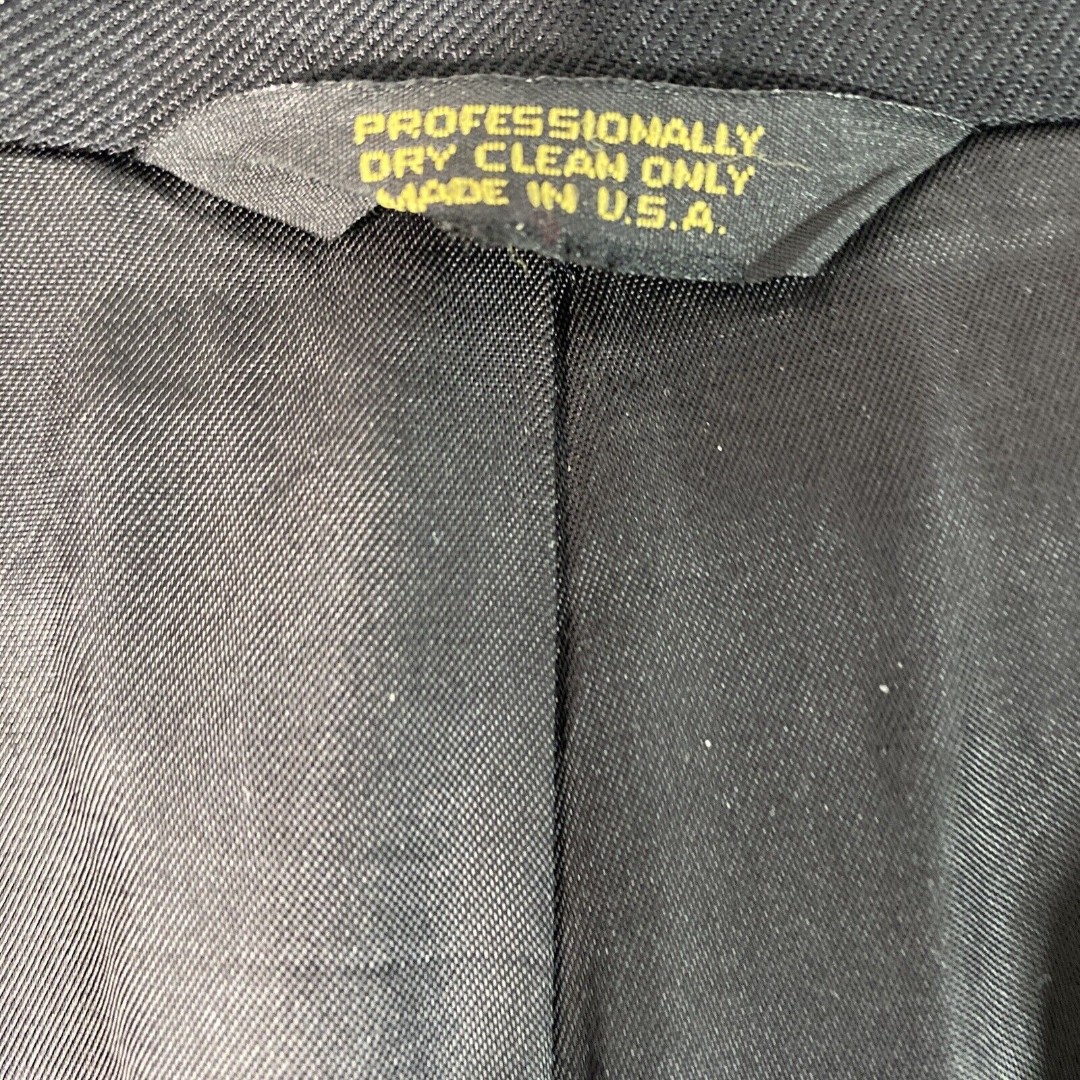 PROFESSIONALLY
DRY CLEAN ONLY
MADE IN U.S.A.